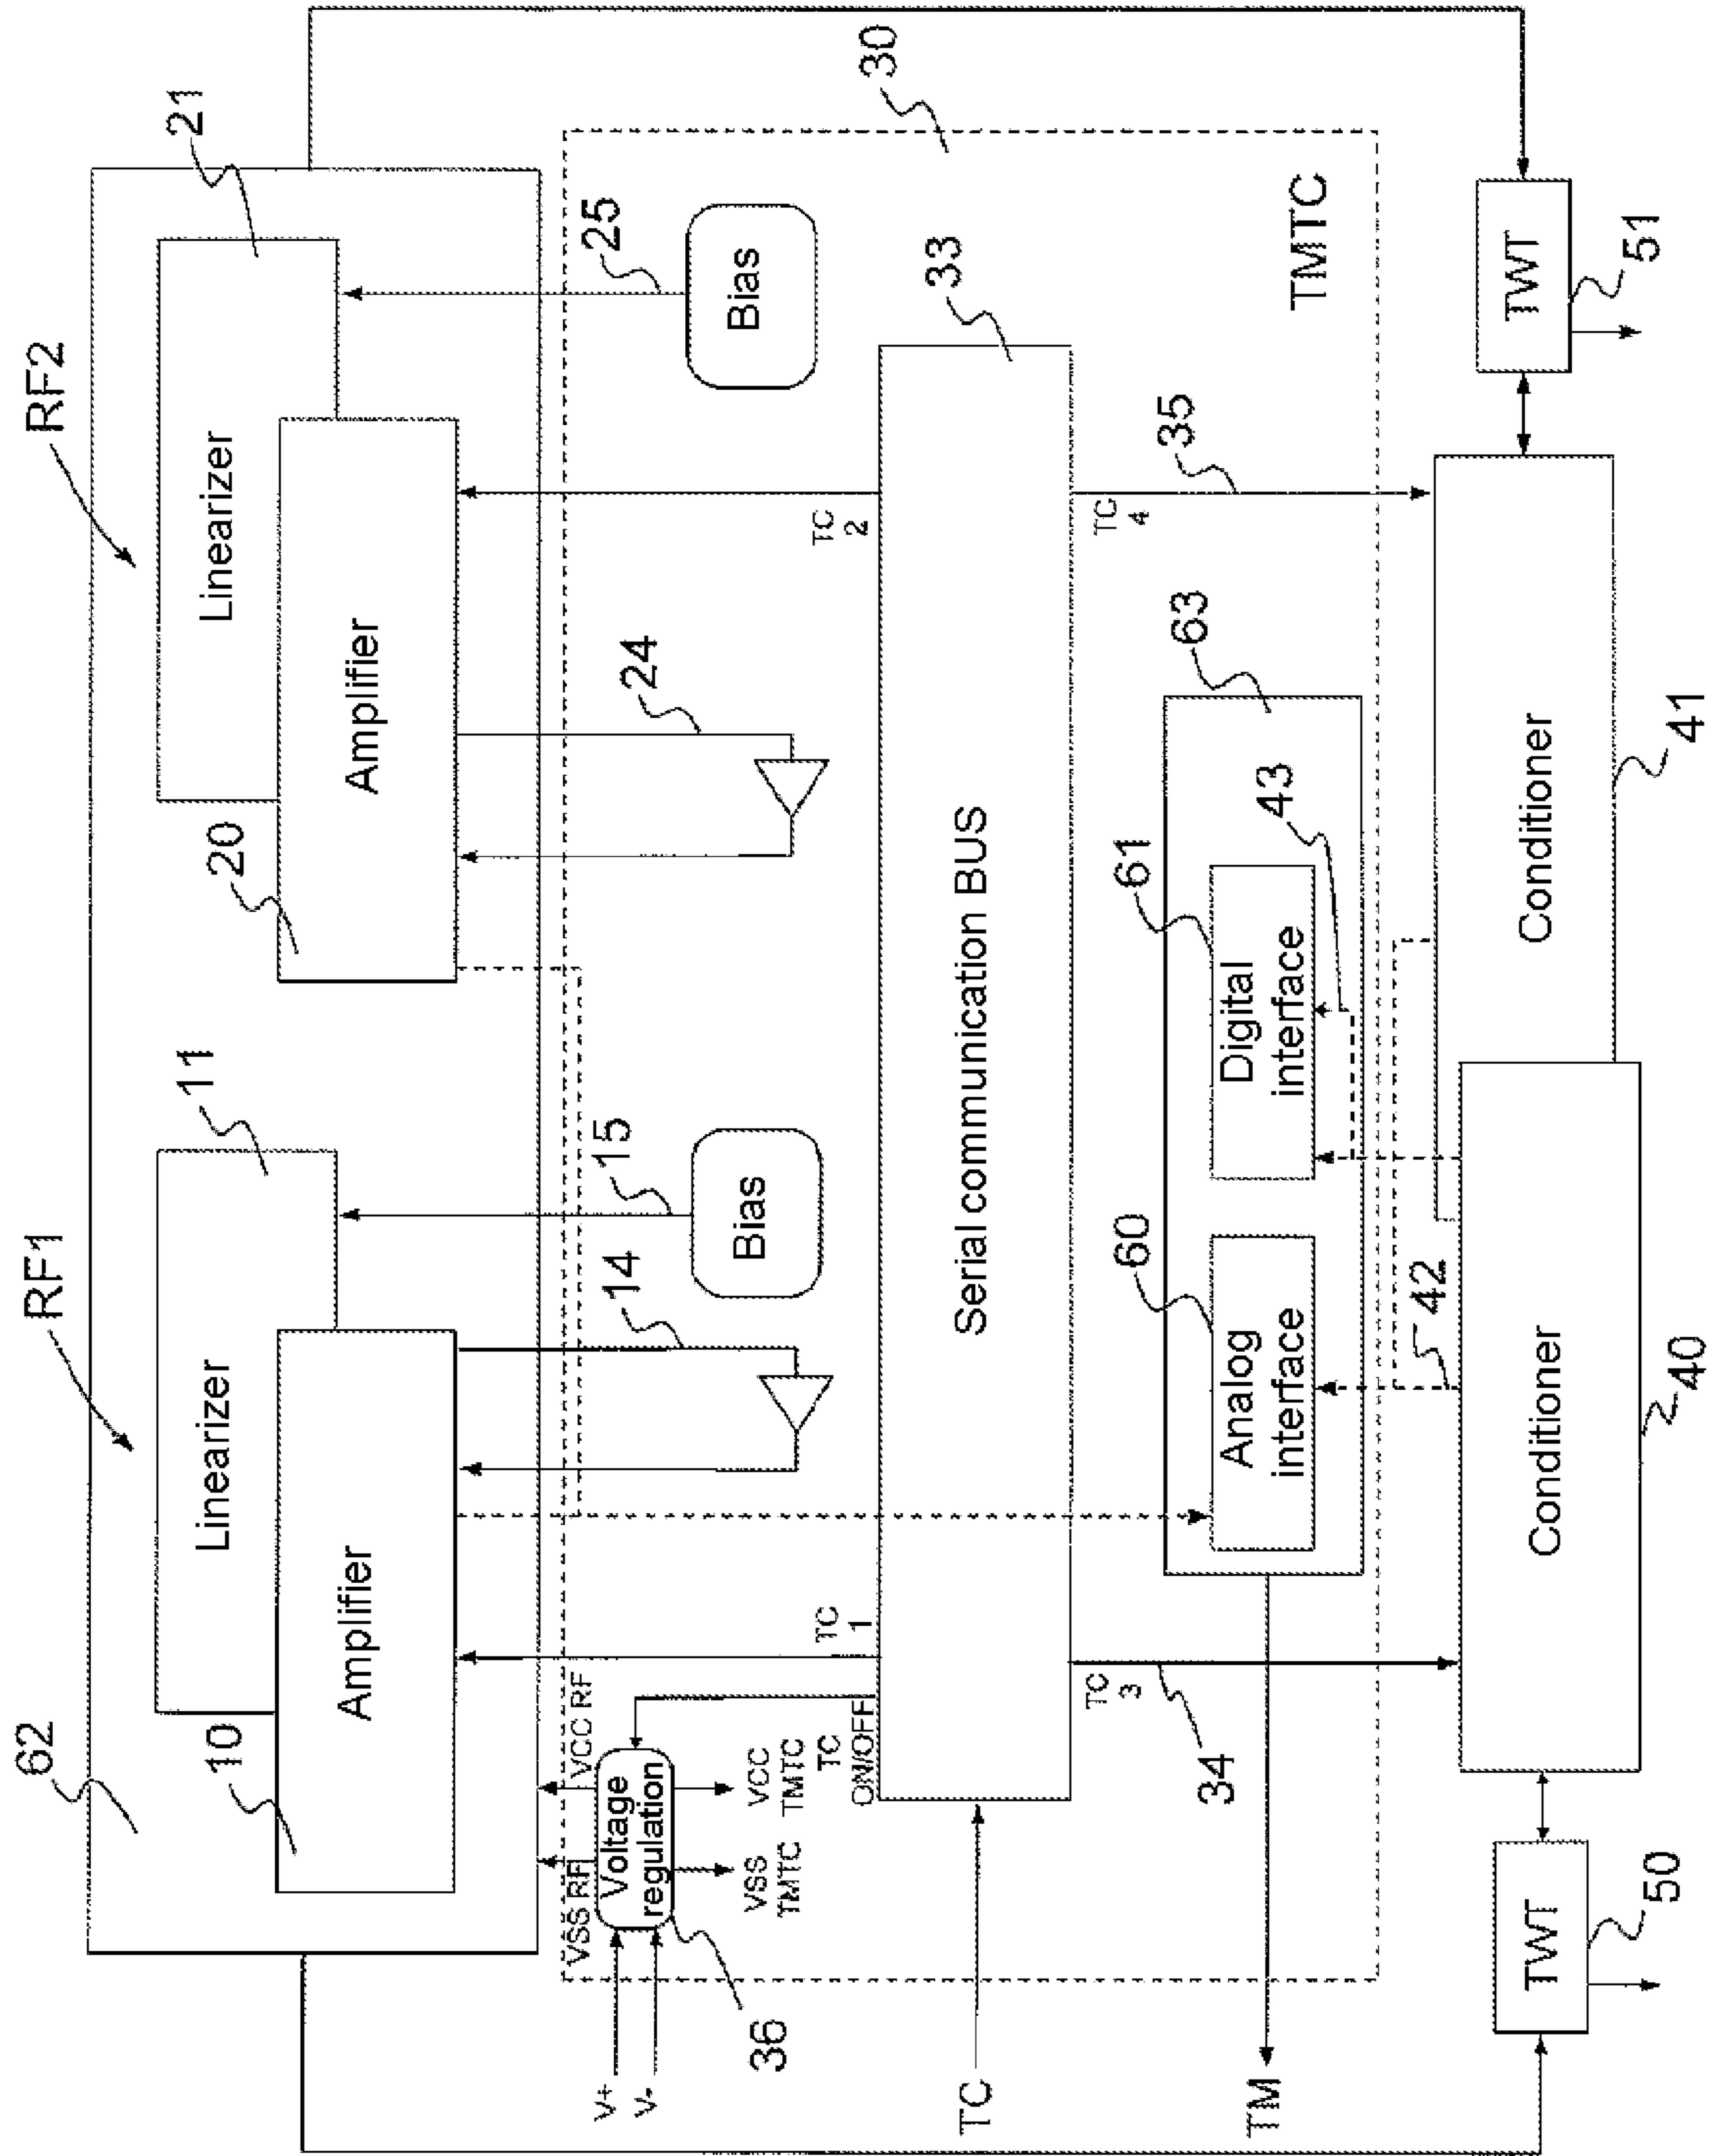 RF1
RF2
62
Linearizer
11
Linearizer
21
10
Amplifier
20
Amplifier
VSS RF
VCC RF
14
15
24
25
30
V+
V-
Voltage
regulation
36
VSS
TMTC
VCC
TMTC
TC
ON/OFF
TC
1
Bias
TC
2
Bias
TC
Serial communication BUS
33
TC
3
34
TC
4
35
60
61
63
Analog
interface
Digital
interface
43
TM
TMTC
42
TWT
50
Conditioner
40
Conditioner
41
TWT
51